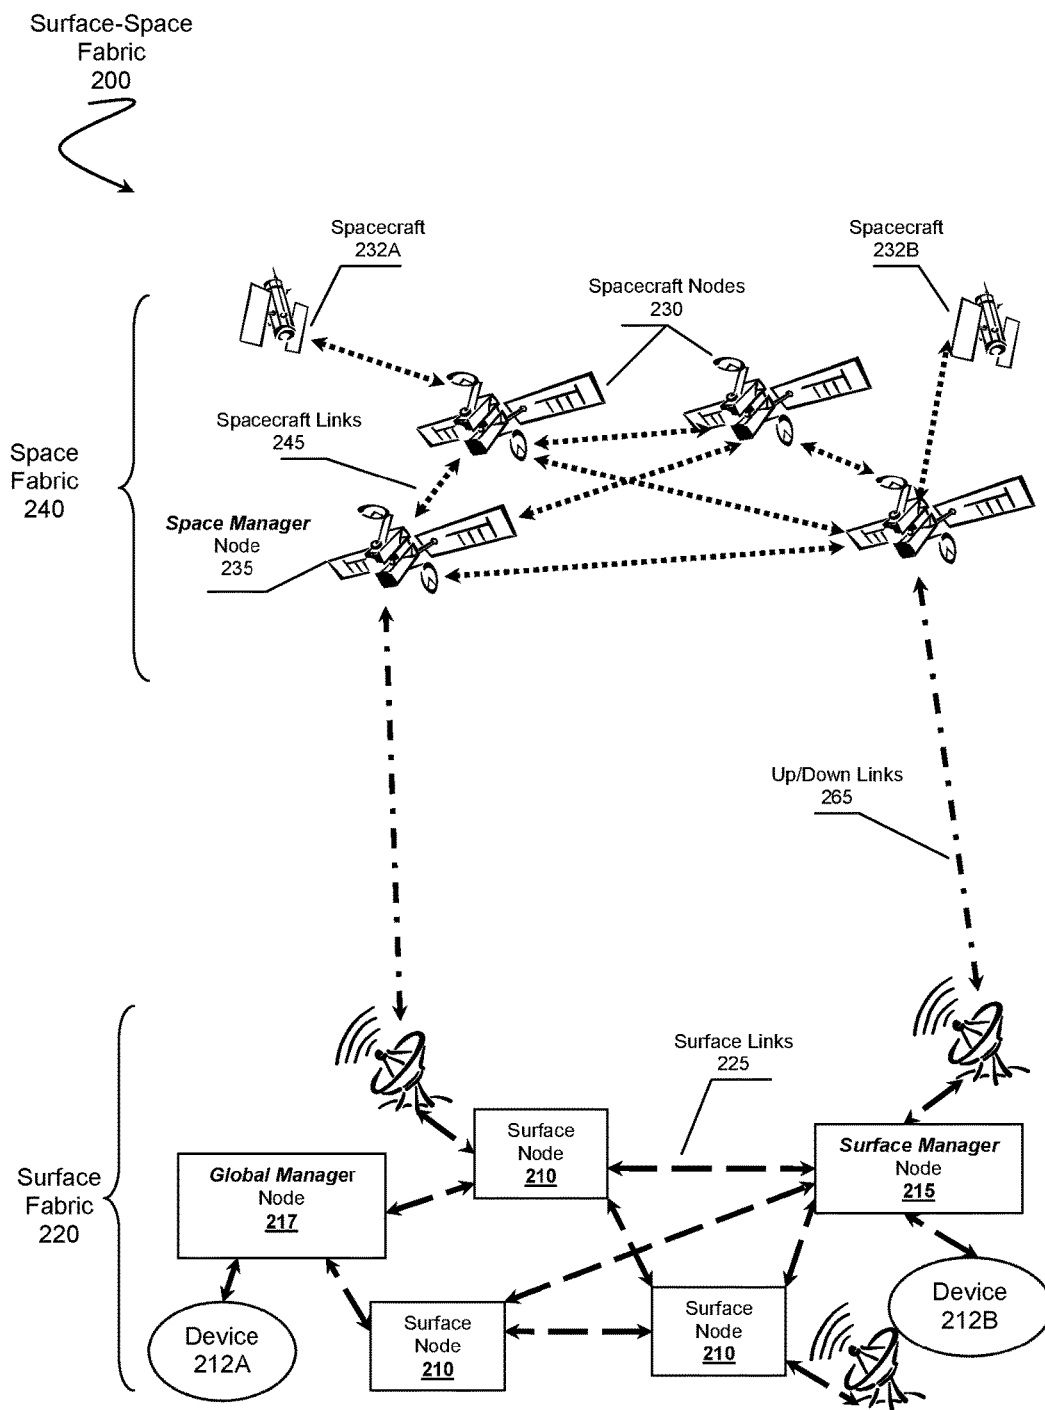 Surface-Space
Fabric
200
Spacecraft
232A
Spacecraft
232B
Spacecraft Nodes
230
Spacecraft Links
245
Space
Fabric
240
Space Manager
Node
235
Up/Down Links
265
Surface Links
225
Surface
Fabric
220
Global Manager
Node
217
Surface
Node
210
Surface Manager
Node
215
Device
212A
Surface
Node
210
Surface
Node
210
Device
212B